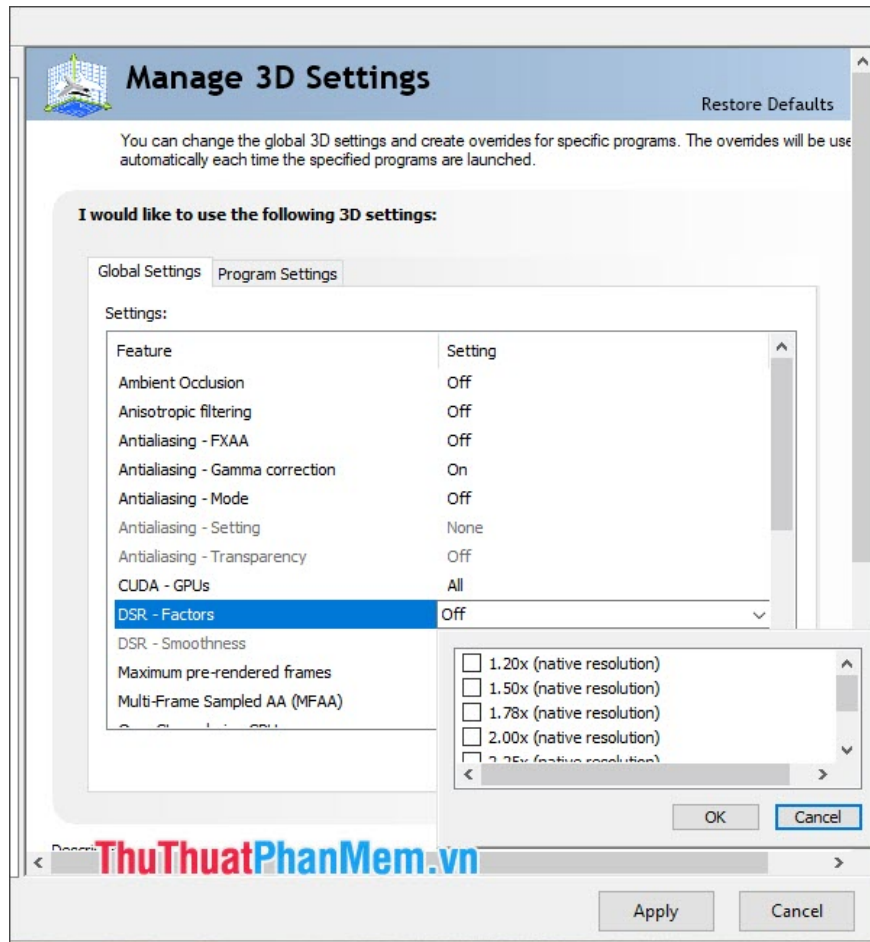 Manage 3D Settings
Restore Defaults
You can change the global 3D settings and create overrides for specific programs. The overrides will be use
automatically each time the specified programs are launched.
I would like to use the following 3D settings:
Global Settings Program Settings
Settings:
Feature Setting
Ambient Occlusion Off
Anisotropic filtering Off
Antialiasing - FXAA Off
Antialiasing - Gamma correction On
Antialiasing - Mode Off
Antialiasing - Setting None
Antialiasing - Transparency Off
CUDA - GPUs All
DSR - Factors Off
DSR - Smoothness
Maximum pre-rendered frames
Multi-Frame Sampled AA (MFAA)
1.20x (native resolution)
1.50x (native resolution)
1.78x (native resolution)
2.00x (native resolution)
2.25x (native resolution)
OK Cancel
ThuThuatPhanMem.vn
Apply Cancel